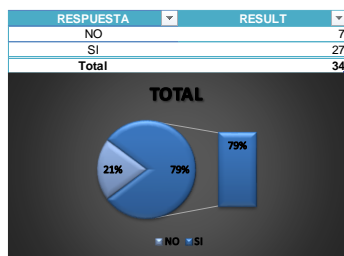 RESPUESTA RESULT
NO 7
SI 27
Total 34
TOTAL
79%
21% 79%
NO SI